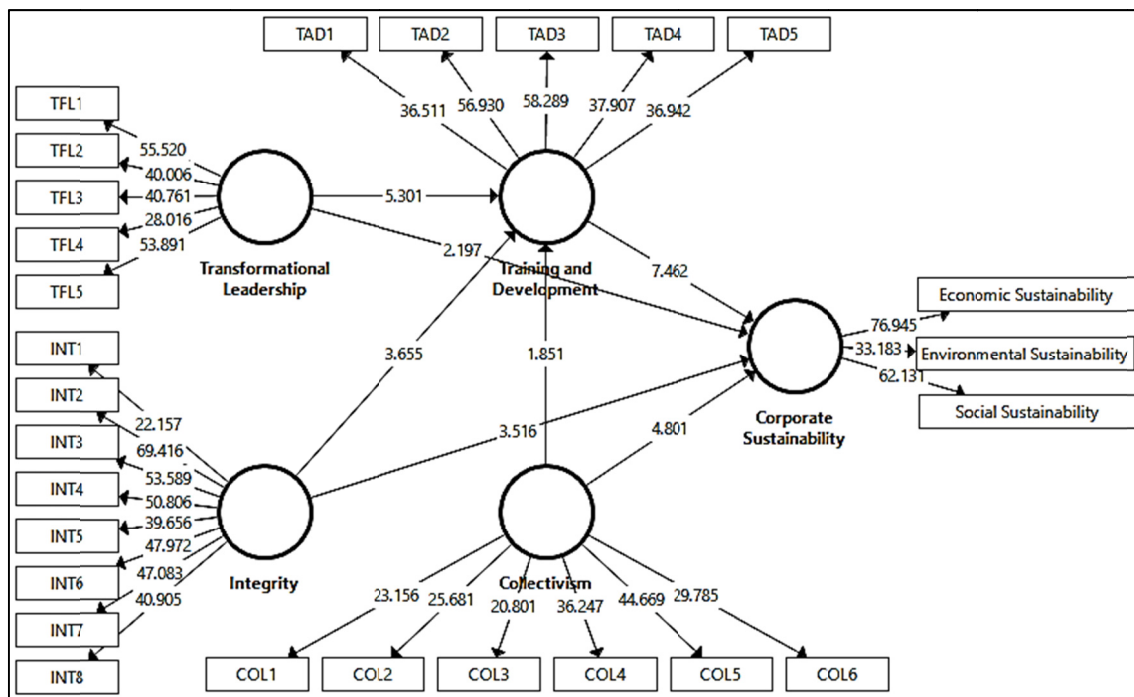 TAD1
TAD2
TAD3
TAD4
TAD5
36.511
56.930
58.289
37.907
36.942
TFL1
TFL2
TFL3
TFL4
TFL5
55.520
40.006
40.761
28.016
53.891
Transformational
Leadership
5.301
2.197
Training and
Development
7.462
3.655
1.851
3.516
4.801
Corporate
Sustainability
76.945
33.183
62.131
Economic Sustainability
Environmental Sustainability
Social Sustainability
INT1
INT2
INT3
INT4
INT5
INT6
INT7
INT8
22.157
69.416
53.589
50.806
39.656
47.972
47.083
40.905
Integrity
Collectivism
23.156
25.681
20.801
36.247
44.669
29.785
COL1
COL2
COL3
COL4
COL5
COL6